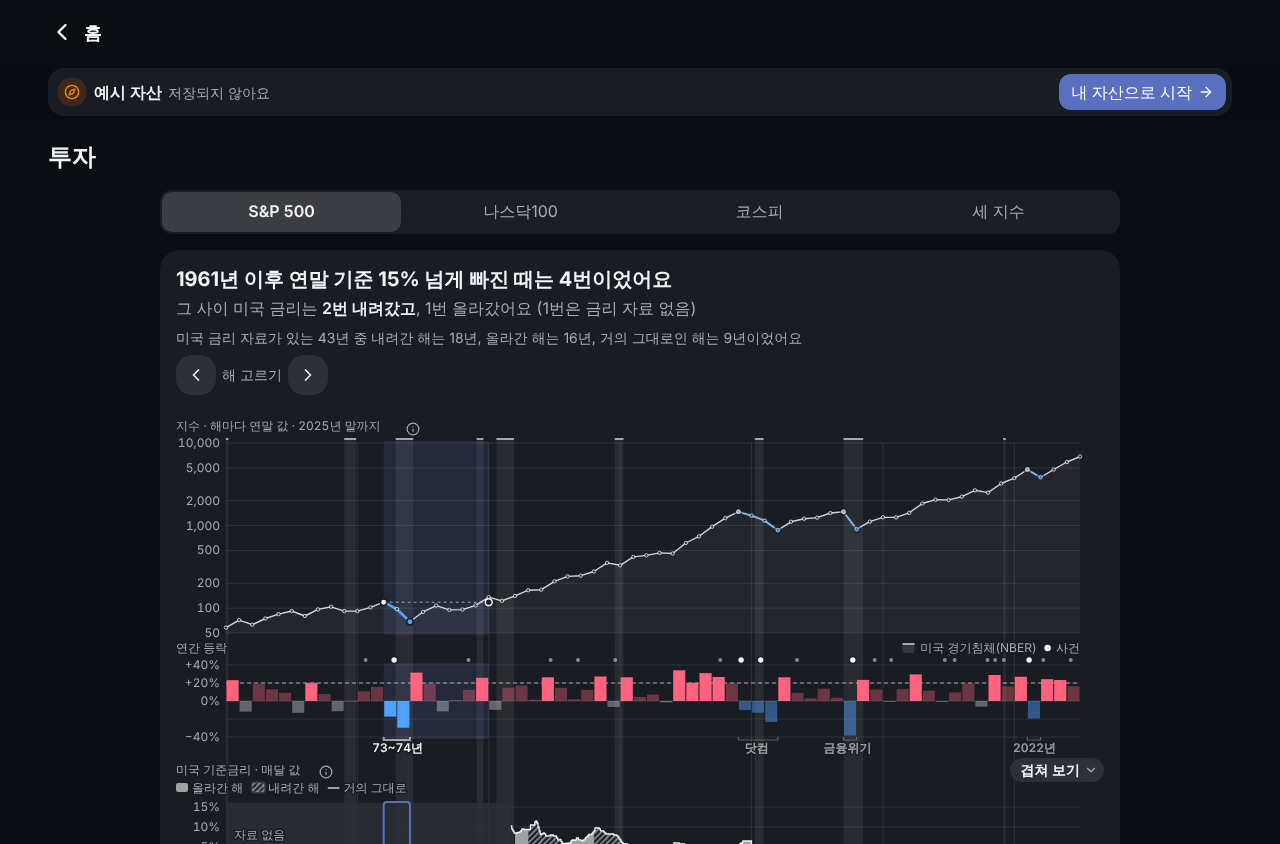 홈
예시 자산 저장되지 않아요
내 자산으로 시작
투자
S&P 500 나스닥100 코스피 세 지수
1961년 이후 연말 기준 15% 넘게 빠진 때는 4번이었어요
그 사이 미국 금리는 2번 내려갔고, 1번 올라갔어요 (1번은 금리 자료 없음)
미국 금리 자료가 있는 43년 중 내려간 해는 18년, 올라간 해는 16년, 거의 그대로인 해는 9년이었어요
해 고르기
지수 · 해마다 연말 값 · 2025년 말까지
10,000
5,000
2,000
1,000
500
200
100
50
연간 등락 미국 경기침체(NBER) 사건
+40%
+20%
0%
−40%
73~74년 닷컴 금융위기 2022년
미국 기준금리 · 매달 값 겹쳐 보기
올라간 해 내려간 해 거의 그대로
15%
10%
자료 없음